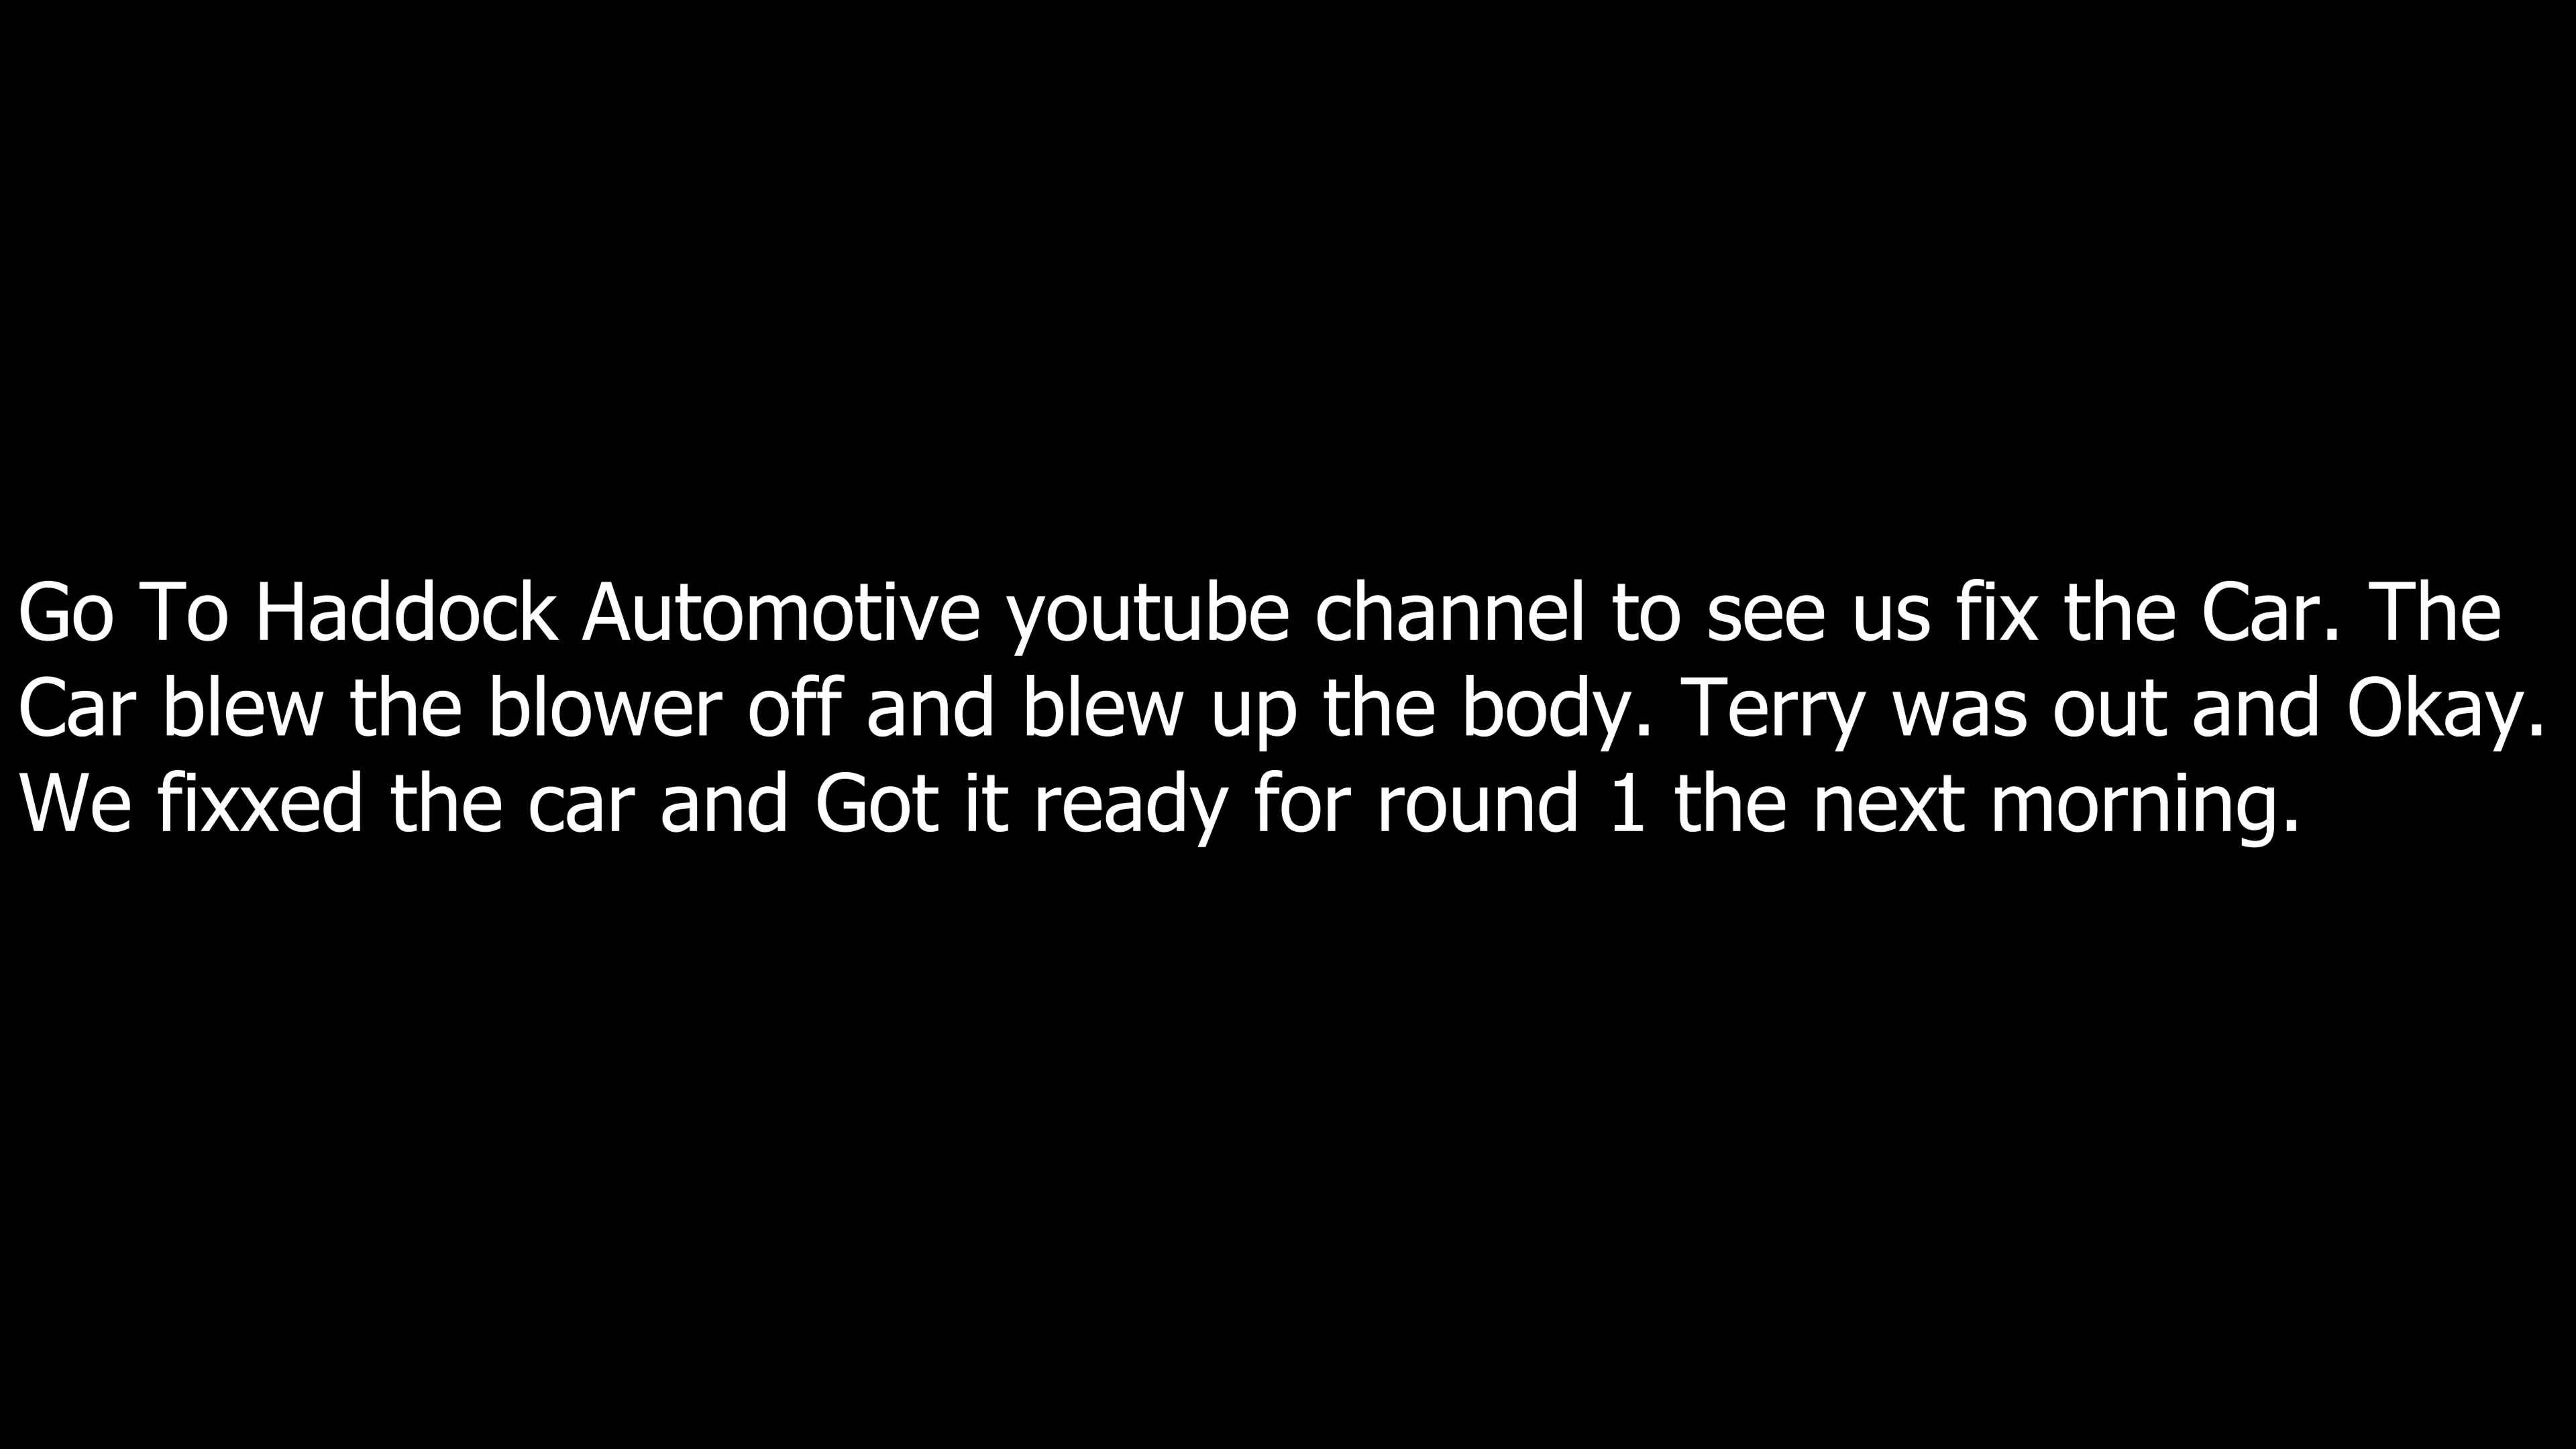 Go To Haddock Automotive youtube channel to see us fix the Car. The
Car blew the blower off and blew up the body. Terry was out and Okay.
We fixxed the car and Got it ready for round 1 the next morning.